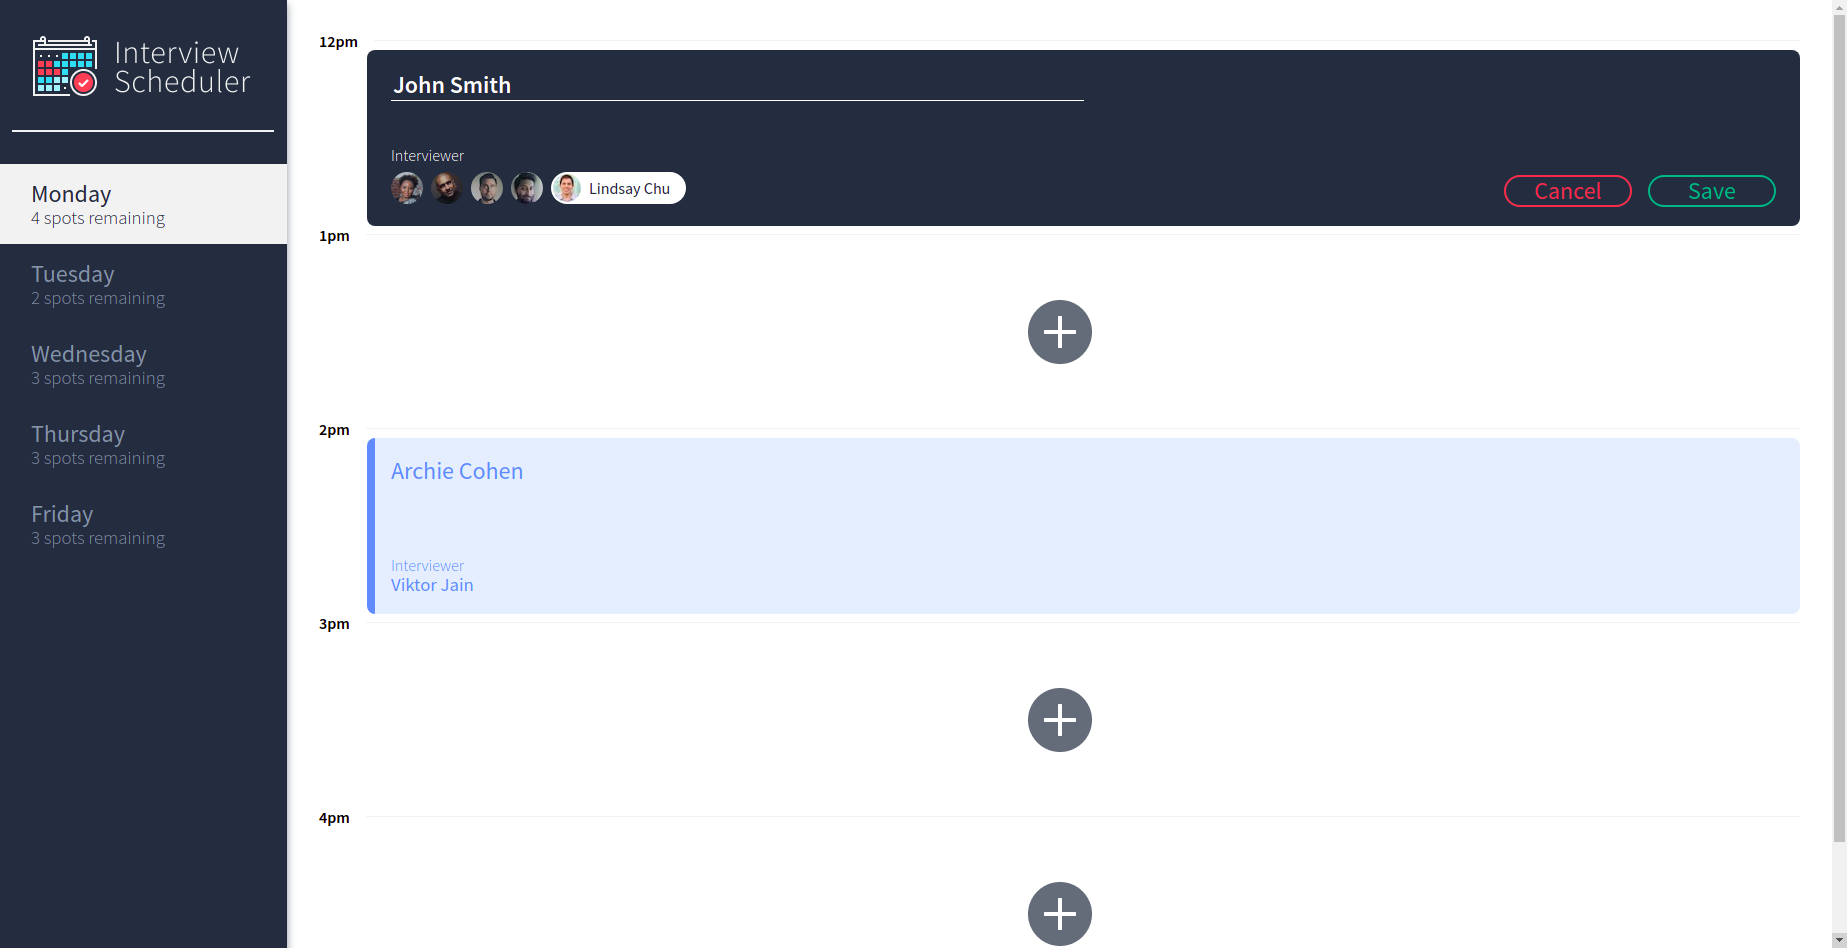 Interview
Scheduler
Monday
4 spots remaining
Tuesday
2 spots remaining
Wednesday
3 spots remaining
Thursday
3 spots remaining
Friday
3 spots remaining
12pm
John Smith
Interviewer
Lindsay Chu
Cancel
Save
1pm
2pm
Archie Cohen
Interviewer
Viktor Jain
3pm
4pm